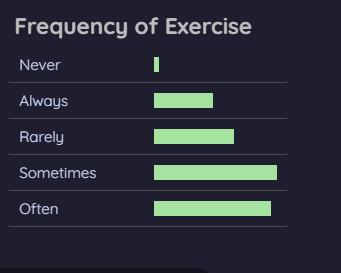 Frequency of Exercise
Never
Always
Rarely
Sometimes
Often